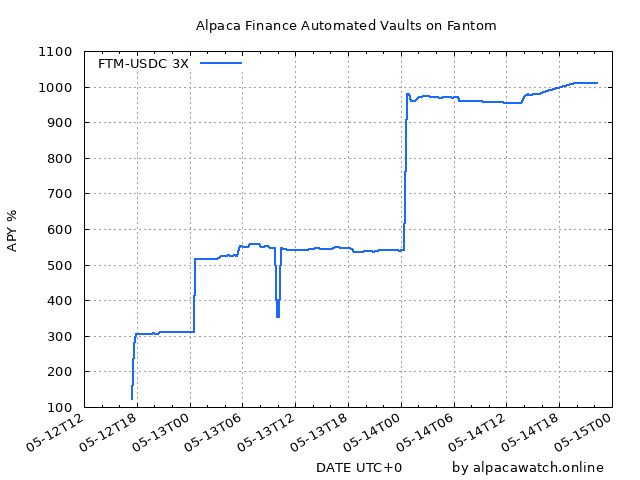 Alpaca Finance Automated Vaults on Fantom
FTM-USDC 3X
APY %
1100
1000
900
800
700
600
500
400
300
200
100
05-12T12
05-12T18
05-13T00
05-13T06
05-13T12
05-13T18
05-14T00
05-14T06
05-14T12
05-14T18
05-15T00
DATE UTC+0
by alpacawatch.online